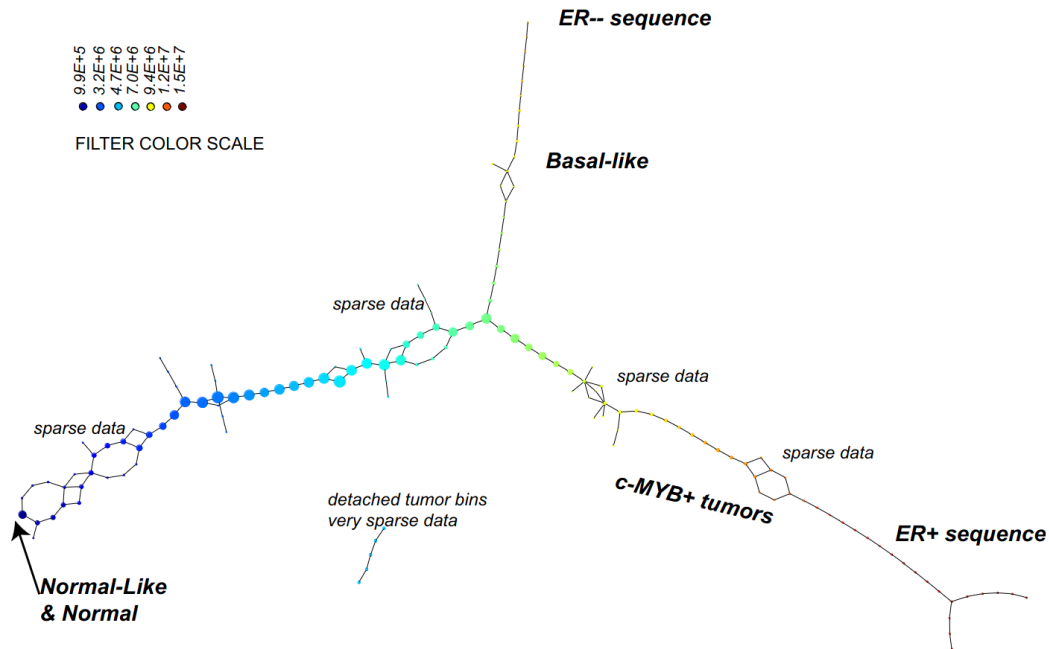 ER-- sequence
9.9E+5
3.2E+6
4.7E+6
7.0E+6
9.4E+6
1.2E+7
1.5E+7
FILTER COLOR SCALE
Basal-like
sparse data
sparse data
sparse data
sparse data
detached tumor bins
very sparse data
c-MYB+ tumors
ER+ sequence
Normal-Like
& Normal